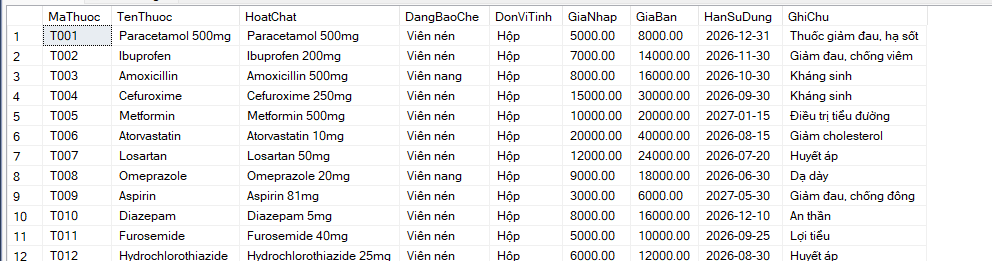 MaThuoc TenThuoc HoatChat DangBaoChe DonViTinh GiaNhap GiaBan HanSuDung GhiChu
1 T001 Paracetamol 500mg Paracetamol 500mg Viên nén Hộp 5000.00 8000.00 2026-12-31 Thuốc giảm đau, hạ sốt
2 T002 Ibuprofen Ibuprofen 200mg Viên nén Hộp 7000.00 14000.00 2026-11-30 Giảm đau, chống viêm
3 T003 Amoxicillin Amoxicillin 500mg Viên nang Hộp 8000.00 16000.00 2026-10-30 Kháng sinh
4 T004 Cefuroxime Cefuroxime 250mg Viên nén Hộp 15000.00 30000.00 2026-09-30 Kháng sinh
5 T005 Metformin Metformin 500mg Viên nén Hộp 10000.00 20000.00 2027-01-15 Điều trị tiểu đường
6 T006 Atorvastatin Atorvastatin 10mg Viên nén Hộp 20000.00 40000.00 2026-08-15 Giảm cholesterol
7 T007 Losartan Losartan 50mg Viên nén Hộp 12000.00 24000.00 2026-07-20 Huyết áp
8 T008 Omeprazole Omeprazole 20mg Viên nang Hộp 9000.00 18000.00 2026-06-30 Dạ dày
9 T009 Aspirin Aspirin 81mg Viên nén Hộp 3000.00 6000.00 2027-05-30 Giảm đau, chống đông
10 T010 Diazepam Diazepam 5mg Viên nén Hộp 8000.00 16000.00 2026-12-10 An thần
11 T011 Furosemide Furosemide 40mg Viên nén Hộp 5000.00 10000.00 2026-09-25 Lợi tiểu
12 T012 Hydrochlorothiazide Hydrochlorothiazide 25mg Viên nén Hộp 6000.00 12000.00 2026-08-30 Huyết áp